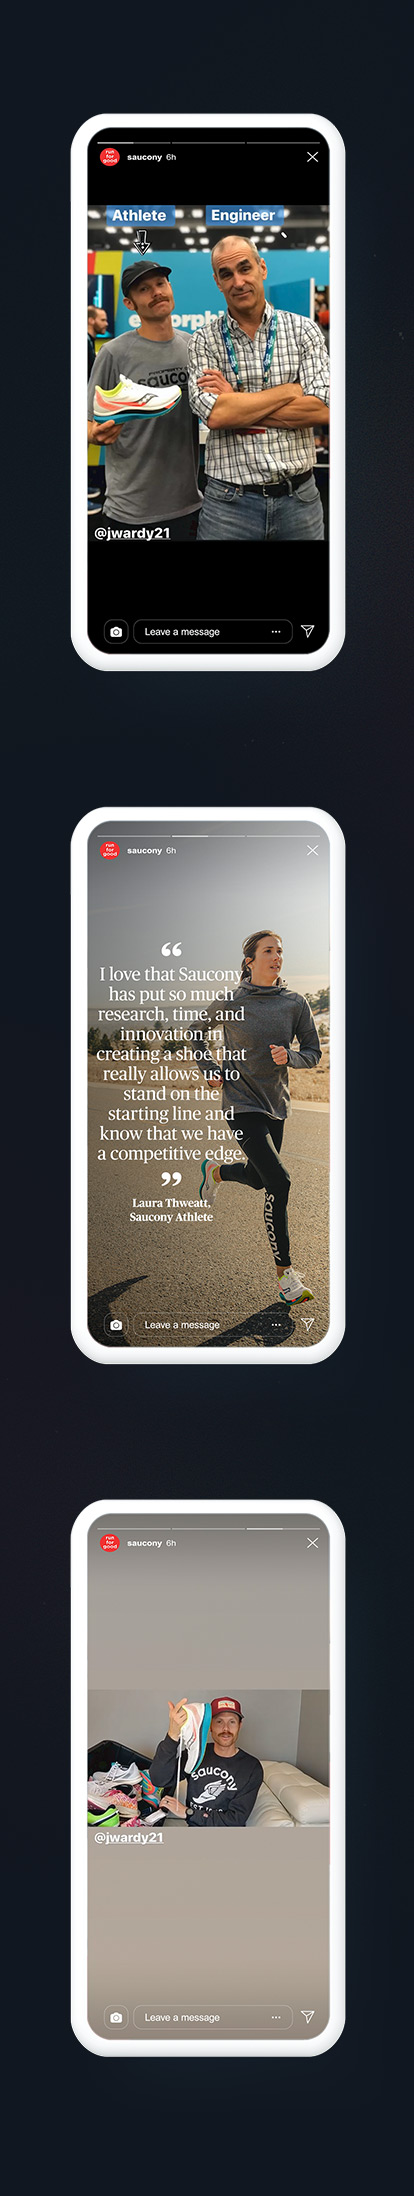 run
for
good
saucony 6h
Athlete
Engineer
PROPERTY
saucony
@jwardy21
Leave a message
run
for
good
saucony 6h
“
I love that Saucony
has put so much
research, time, and
innovation in
creating a shoe that
really allows us to
stand on the
starting line and
know that we have
a competitive edge.
”
Laura Thweatt,
Saucony Athlete
saucony
Leave a message
run
for
good
saucony 6h
saucony
@jwardy21
Leave a message